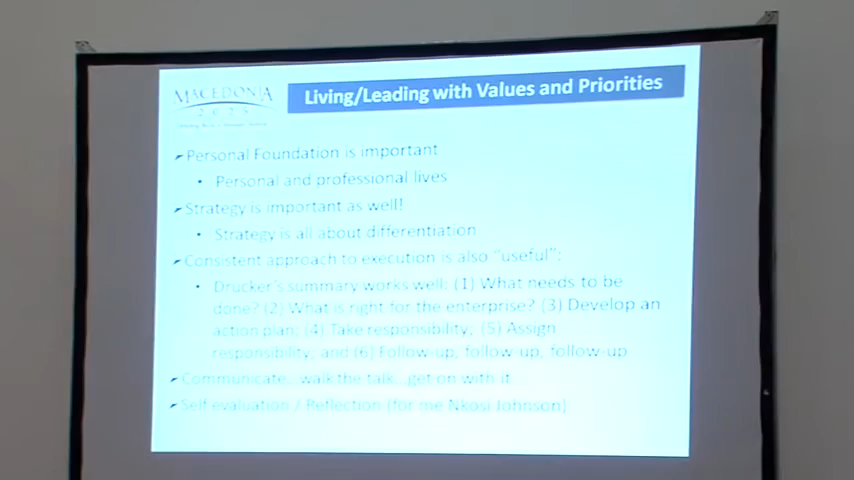 MACEDONIA
2025
Living/Leading with Values and Priorities
Personal Foundation is important
Personal and professional lives
Strategy is important as well!
Strategy is all about differentiation
Consistent approach to execution is also "useful":
Drucker's summary works well: (1) What needs to be
done? (2) What is right for the enterprise? (3) Develop an
action plan; (4) Take responsibility; (5) Assign
responsibility; and (6) Follow-up, follow-up, follow-up
Communicate...walk the talk...get on with it
Self evaluation / Reflection (for me Nkosi Johnson)